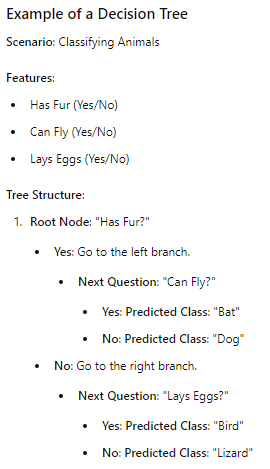 Example of a Decision Tree
Scenario: Classifying Animals
Features:
• Has Fur (Yes/No)
• Can Fly (Yes/No)
• Lays Eggs (Yes/No)
Tree Structure:
1. Root Node: "Has Fur?"
• Yes: Go to the left branch.
• Next Question: "Can Fly?"
• Yes: Predicted Class: "Bat"
• No: Predicted Class: "Dog"
• No: Go to the right branch.
• Next Question: "Lays Eggs?"
• Yes: Predicted Class: "Bird"
• No: Predicted Class: "Lizard"